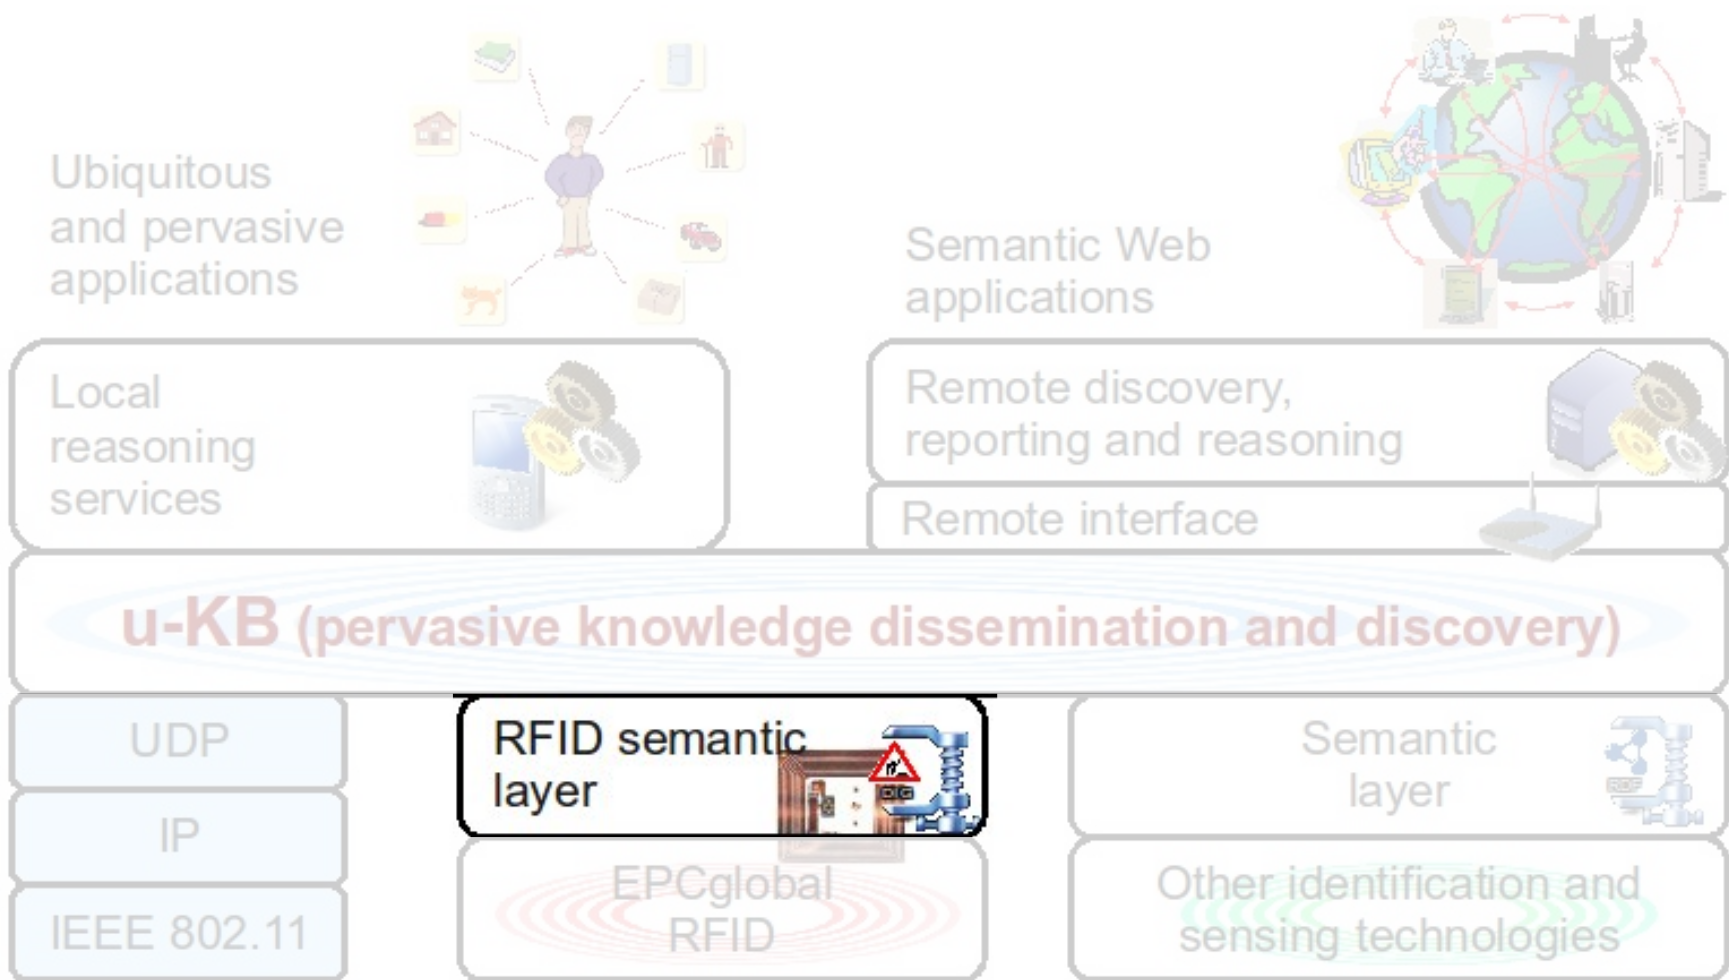 Ubiquitous
and pervasive
applications
Semantic Web
applications
Local
reasoning
services
Remote discovery,
reporting and reasoning
Remote interface
u-KB (pervasive knowledge dissemination and discovery)
UDP
RFID semantic
layer
Semantic
layer
RDF
IP
EPCglobal
RFID
Other identification and
sensing technologies
IEEE 802.11